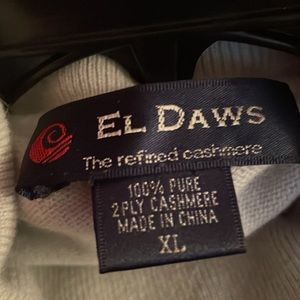 EL DAWS
The refined cashmere
100% PURE
2PLY CASHMERE
MADE IN CHINA
XL